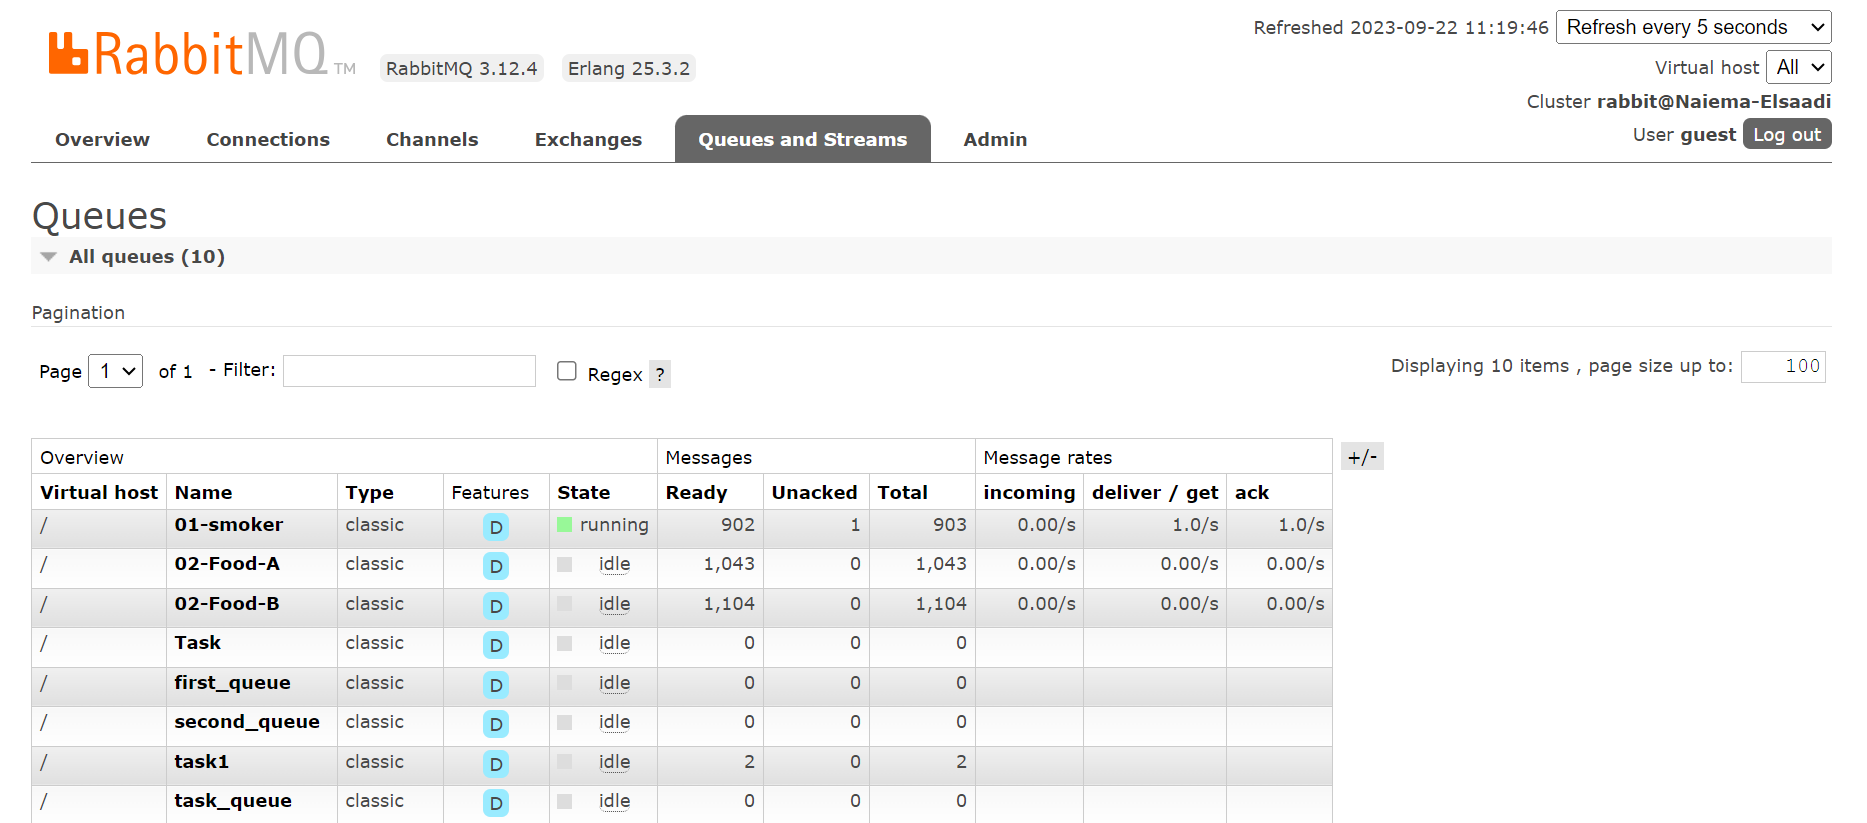 Refreshed 2023-09-22 11:19:46 Refresh every 5 seconds
RabbitMQ TM RabbitMQ 3.12.4 Erlang 25.3.2
Virtual host All
Cluster rabbit@Naiema-Elsaadi
User guest Log out
Overview Connections Channels Exchanges Queues and Streams Admin
Queues
All queues (10)
Pagination
Page 1 of 1 - Filter: Regex ? Displaying 10 items , page size up to: 100
Overview Messages Message rates +/-
Virtual host Name Type Features State Ready Unacked Total incoming deliver / get ack
/ 01-smoker classic D running 902 1 903 0.00/s 1.0/s 1.0/s
/ 02-Food-A classic D idle 1,043 0 1,043 0.00/s 0.00/s 0.00/s
/ 02-Food-B classic D idle 1,104 0 1,104 0.00/s 0.00/s 0.00/s
/ Task classic D idle 0 0 0
/ first_queue classic D idle 0 0 0
/ second_queue classic D idle 0 0 0
/ task1 classic D idle 2 0 2
/ task_queue classic D idle 0 0 0